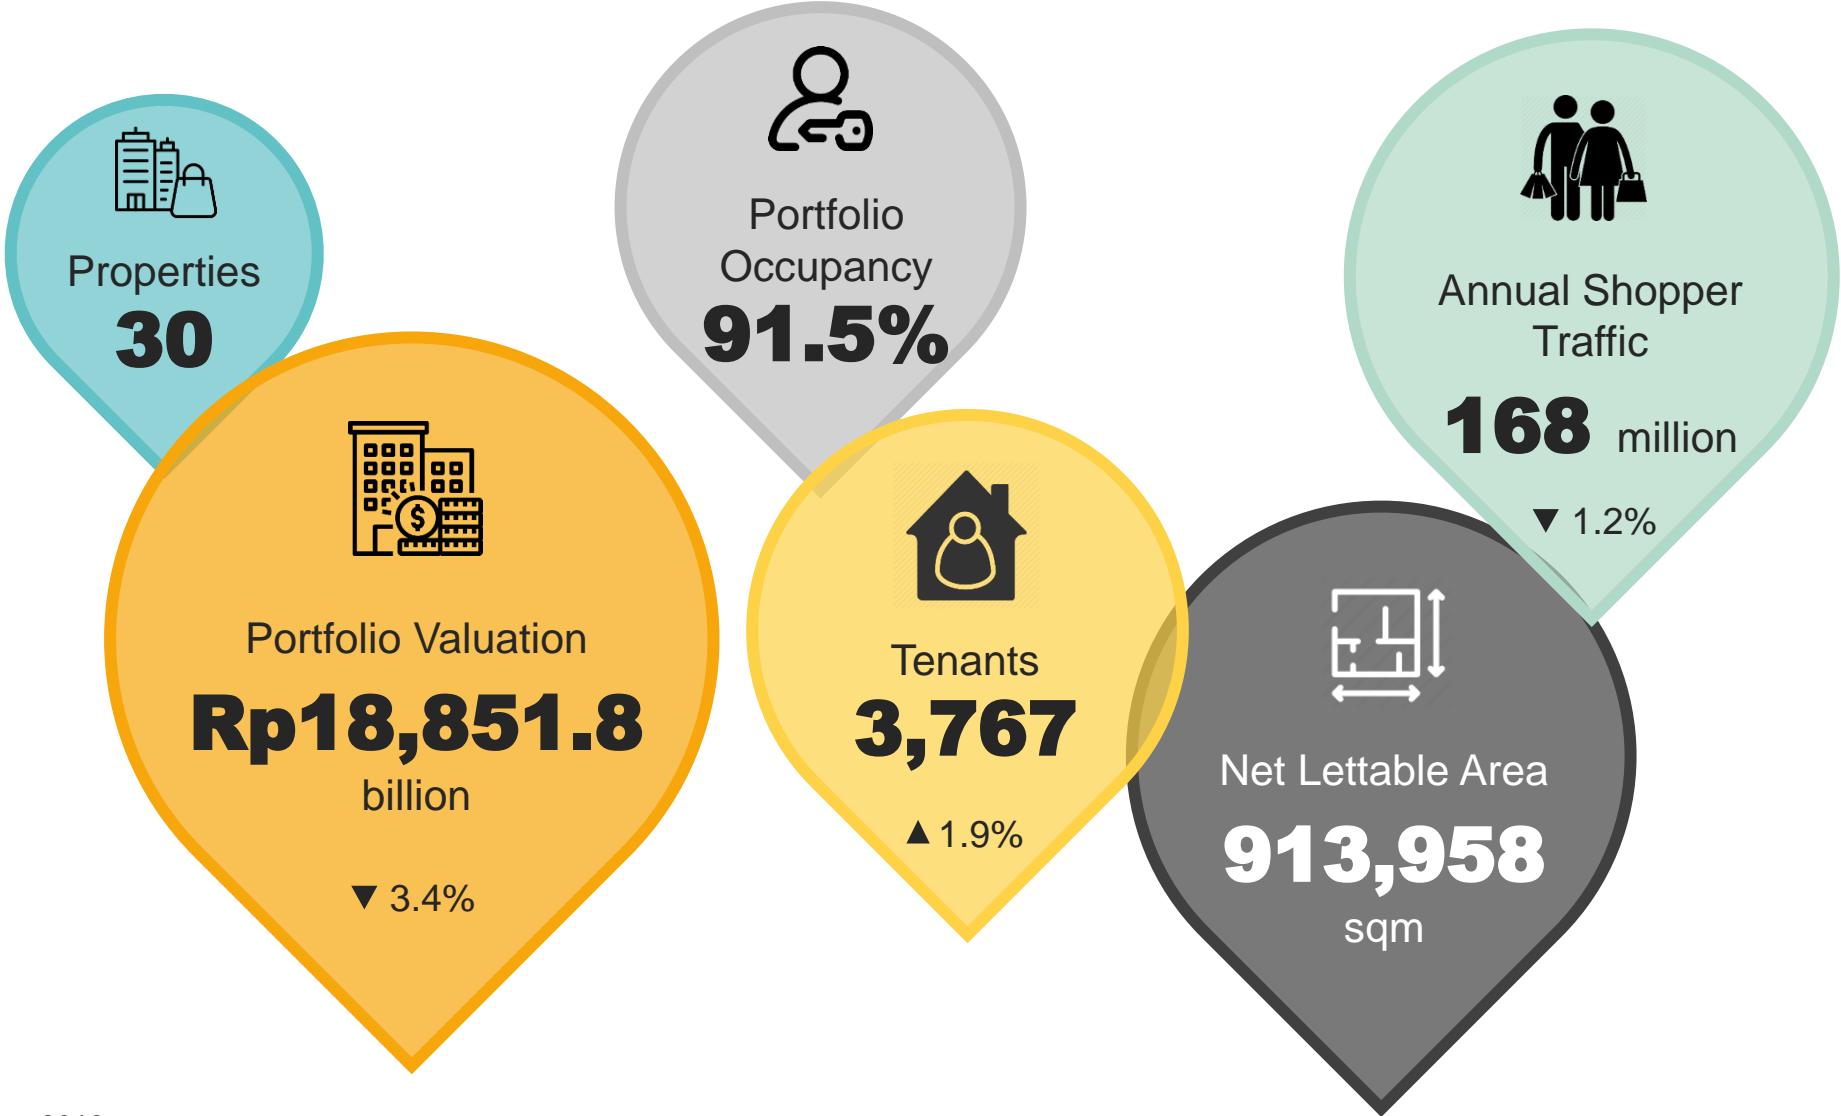 Properties
30
Portfolio
Occupancy
91.5%
Annual Shopper
Traffic
168 million
▼ 1.2%
Portfolio Valuation
Rp18,851.8
billion
▼ 3.4%
Tenants
3,767
▲ 1.9%
Net Lettable Area
913,958
sqm